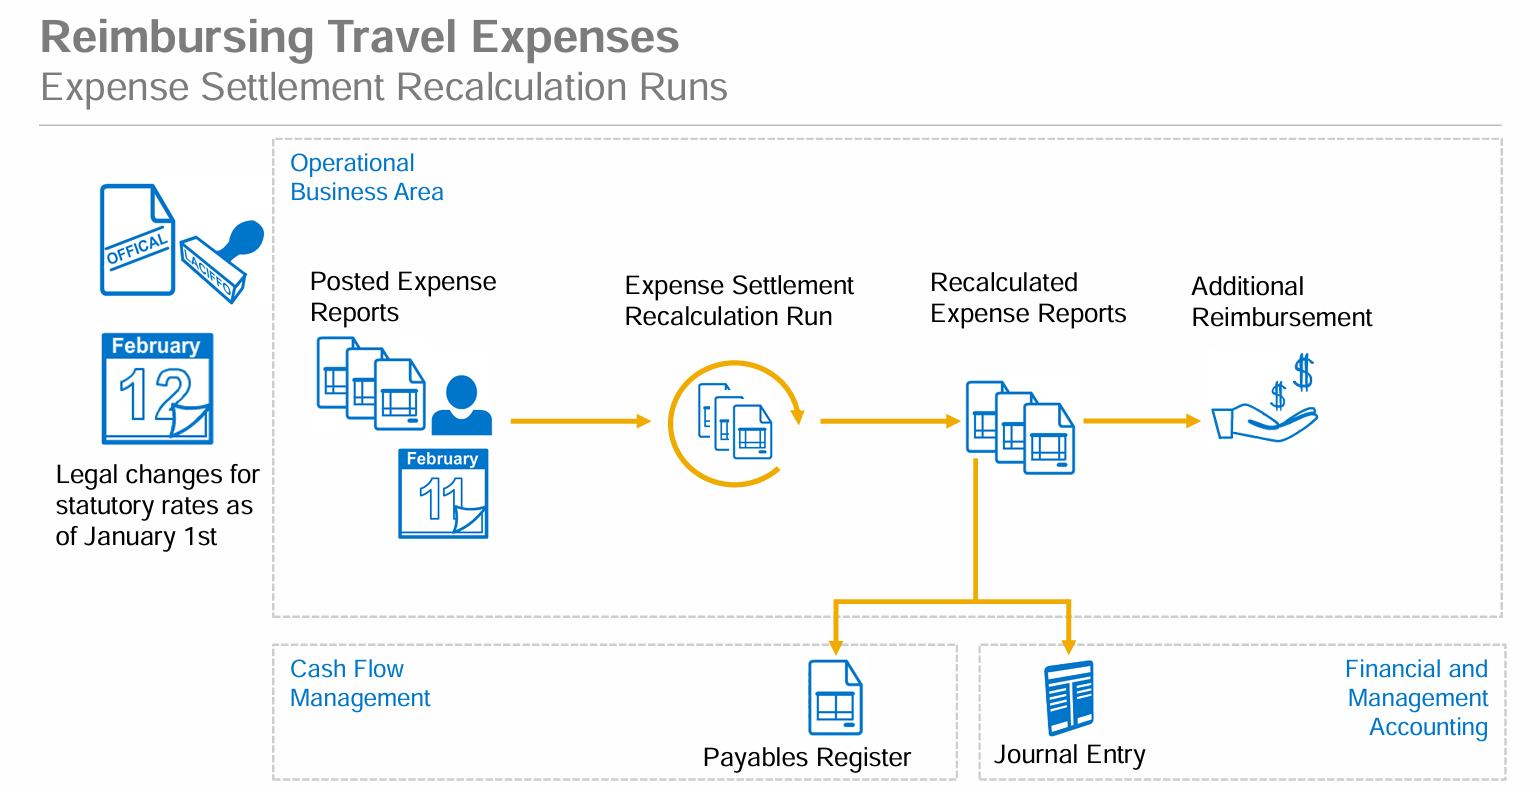 Reimbursing Travel Expenses
Expense Settlement Recalculation Runs
OFFICAL
LACIFFO
February
12
Legal changes for
statutory rates as
of January 1st
Operational
Business Area
Posted Expense
Reports
February
11
Expense Settlement
Recalculation Run
Recalculated
Expense Reports
Additional
Reimbursement
$
$
Cash Flow
Management
Payables Register
Journal Entry
Financial and
Management
Accounting